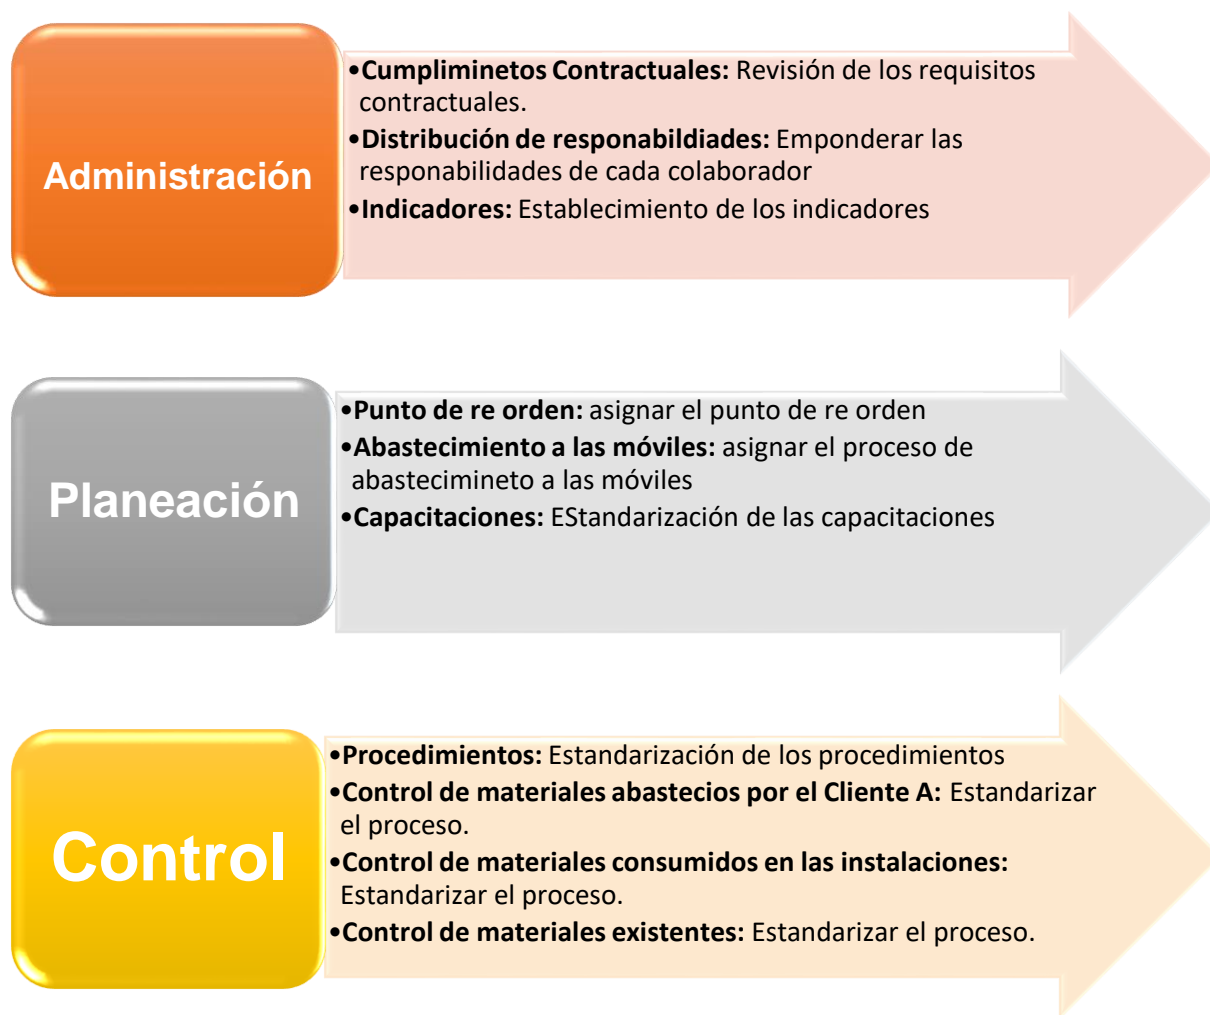 Administración
•Cumpliminetos Contractuales: Revisión de los requisitos
contractuales.
•Distribución de responabildiades: Emponderar las
responabilidades de cada colaborador
•Indicadores: Establecimiento de los indicadores
Planeación
•Punto de re orden: asignar el punto de re orden
•Abastecimiento a las móviles: asignar el proceso de
abastecimineto a las móviles
•Capacitaciones: EStandarización de las capacitaciones
Control
•Procedimientos: Estandarización de los procedimientos
•Control de materiales abastecios por el Cliente A: Estandarizar
el proceso.
•Control de materiales consumidos en las instalaciones:
Estandarizar el proceso.
•Control de materiales existentes: Estandarizar el proceso.